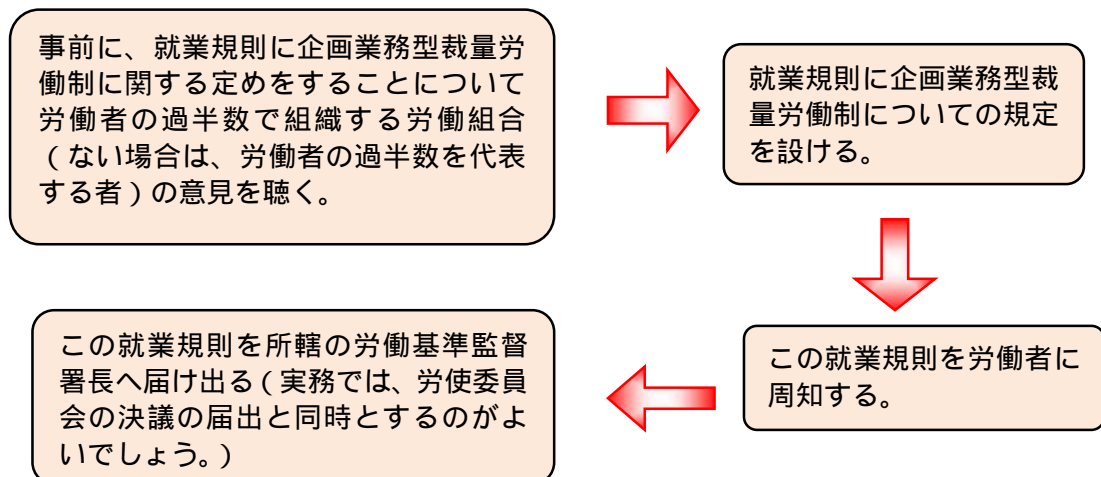 事前に、就業規則に企画業務型裁量労
働制に関する定めをすることについて
労働者の過半数で組織する労働組合
(ない場合は、労働者の過半数を代表
する者)の意見を聴く。
就業規則に企画業務型裁
量労働制についての規定
を設ける。
この就業規則を労働者に
周知する。
この就業規則を所轄の労働基準監督
署長へ届け出る(実務では、労使委員
会の決議の届出と同時とするのがよ
いでしょう。)